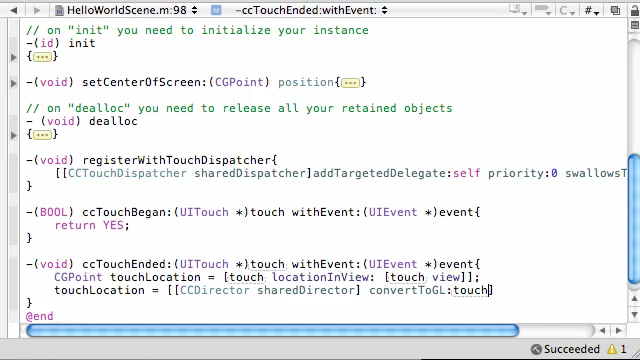 HelloWorldScene.m:98 -ccTouchEnded:withEvent: C #
// on "init" you need to initialize your instance
-(id) init
{...}
-(void) setCenterOfScreen:(CGPoint) position{...}
// on "dealloc" you need to release all your retained objects
- (void) dealloc
{...}
-(void) registerWithTouchDispatcher{
[[CCTouchDispatcher sharedDispatcher]addTargetedDelegate:self priority:0 swallowsT
}
-(BOOL) ccTouchBegan:(UITouch *)touch withEvent:(UIEvent *)event{
return YES;
}
-(void) ccTouchEnded:(UITouch *)touch withEvent:(UIEvent *)event{
CGPoint touchLocation = [touch locationInView: [touch view]];
touchLocation = [[CCDirector sharedDirector] convertToGL:touch]
}
@end
Succeeded 1